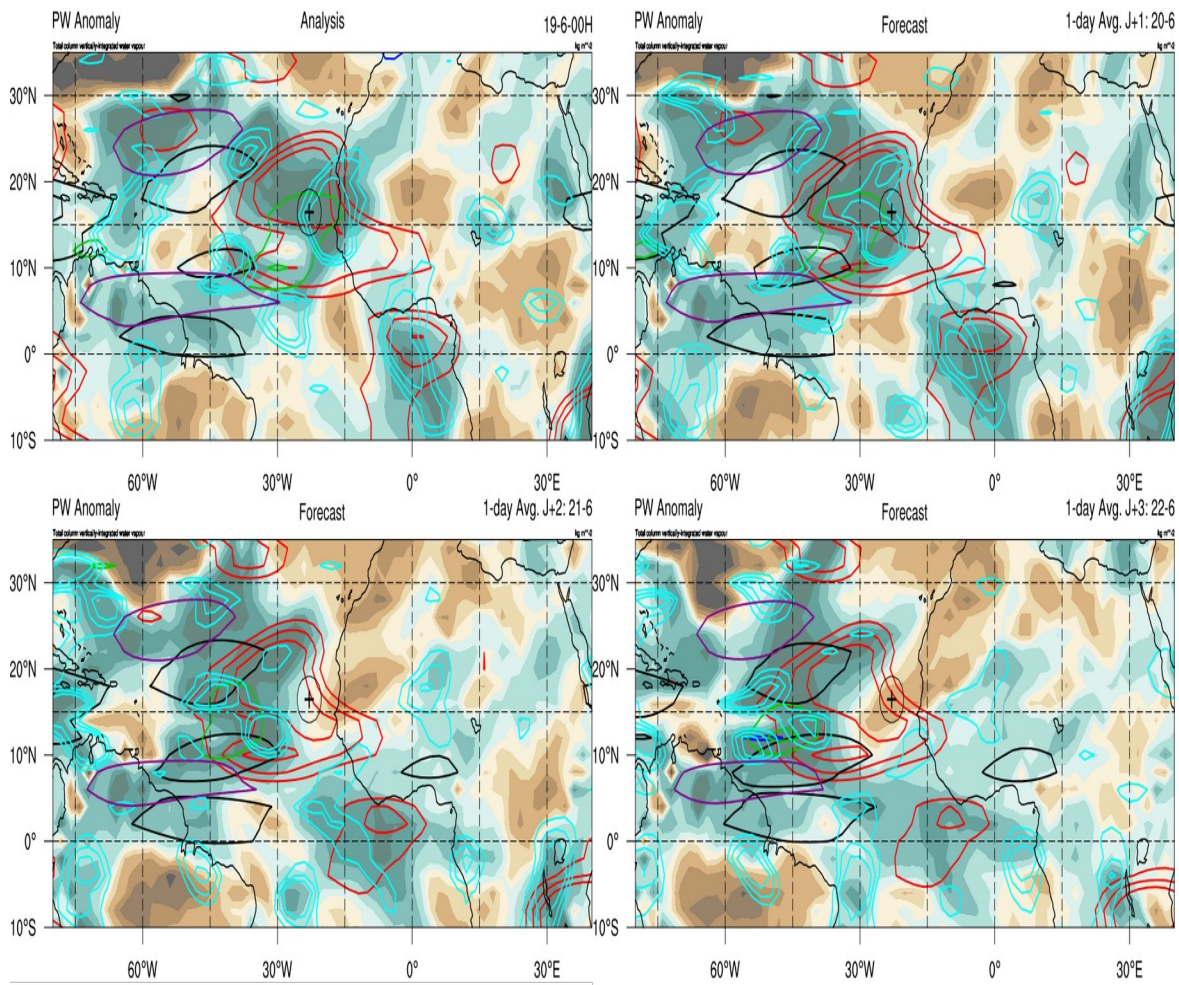 PW Anomaly Analysis 19-6-00H
Total column vertically-integrated water vapour kg m**-2
30°N
20°N
10°N
0°
10°S
60°W 30°W 0° 30°E
PW Anomaly Forecast 1-day Avg. J+1: 20-6
Total column vertically-integrated water vapour kg m**-2
30°N
20°N
10°N
0°
10°S
60°W 30°W 0° 30°E
PW Anomaly Forecast 1-day Avg. J+2: 21-6
Total column vertically-integrated water vapour kg m**-2
30°N
20°N
10°N
0°
10°S
60°W 30°W 0° 30°E
PW Anomaly Forecast 1-day Avg. J+3: 22-6
Total column vertically-integrated water vapour kg m**-2
30°N
20°N
10°N
0°
10°S
60°W 30°W 0° 30°E